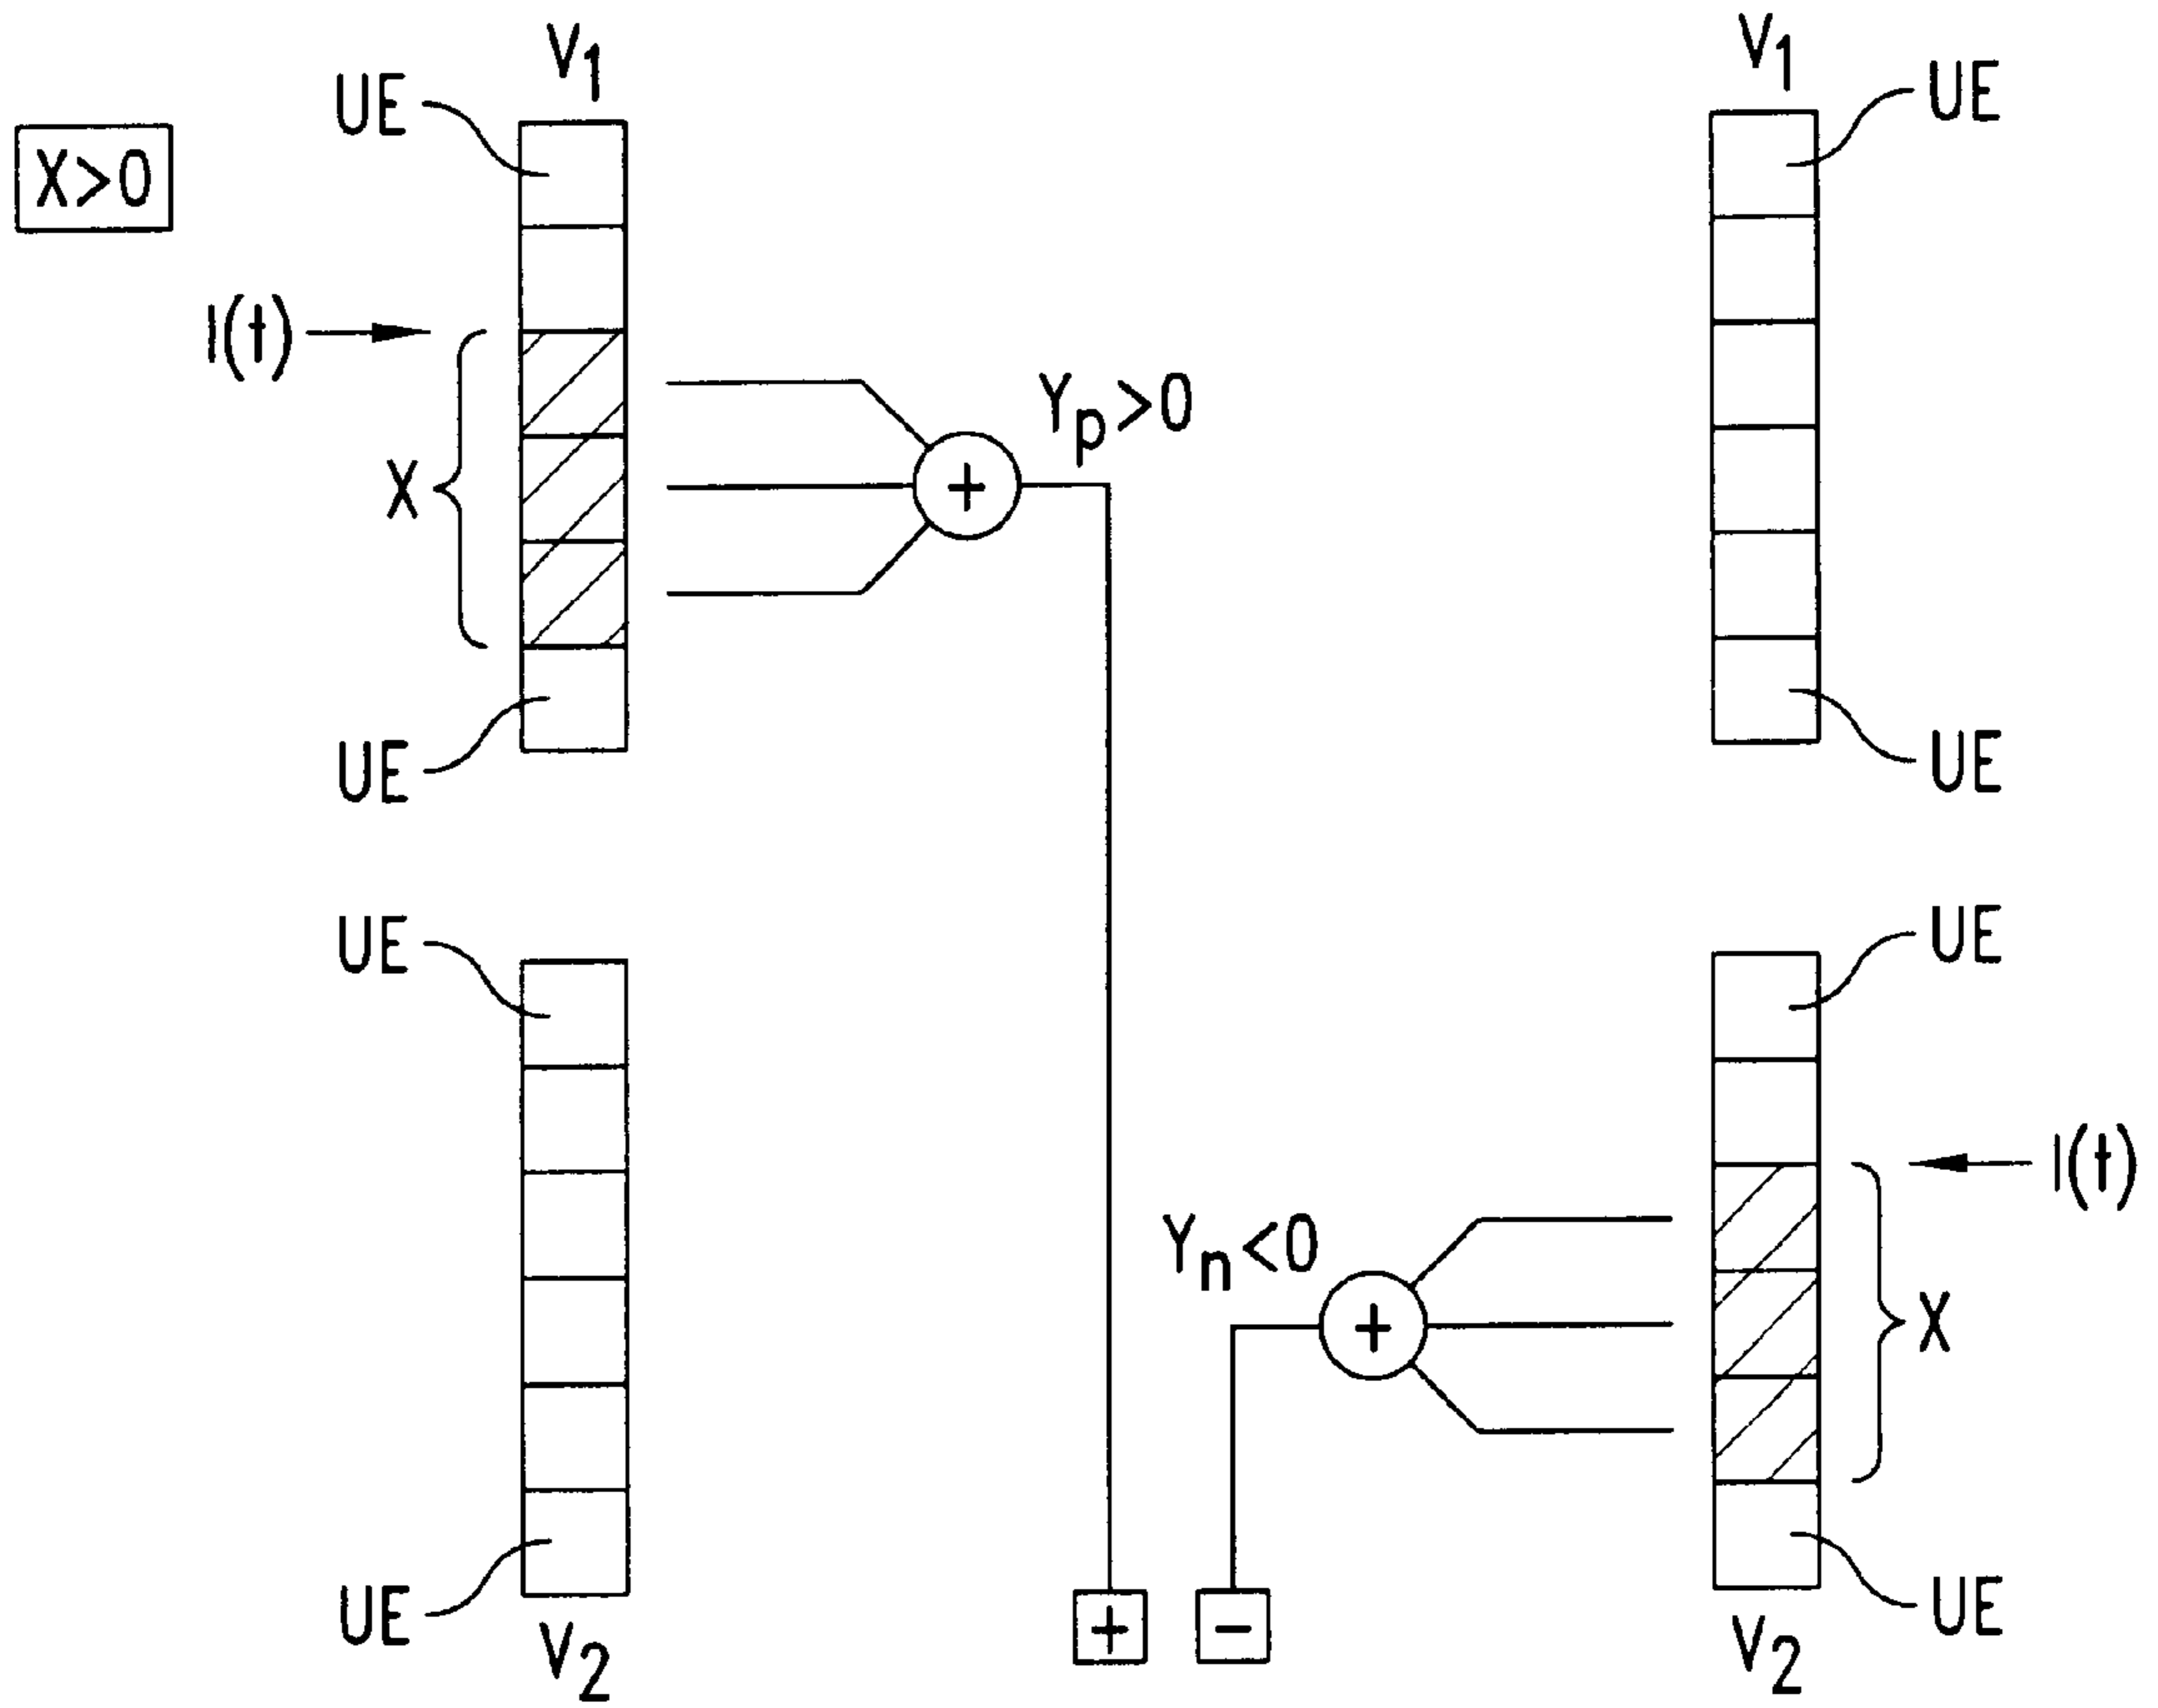 V1
V1
UE
UE
X>0
I(t)
Yp>0
X
+
UE
UE
UE
UE
I(t)
Yn<0
+
X
UE
UE
+
−
V2
V2